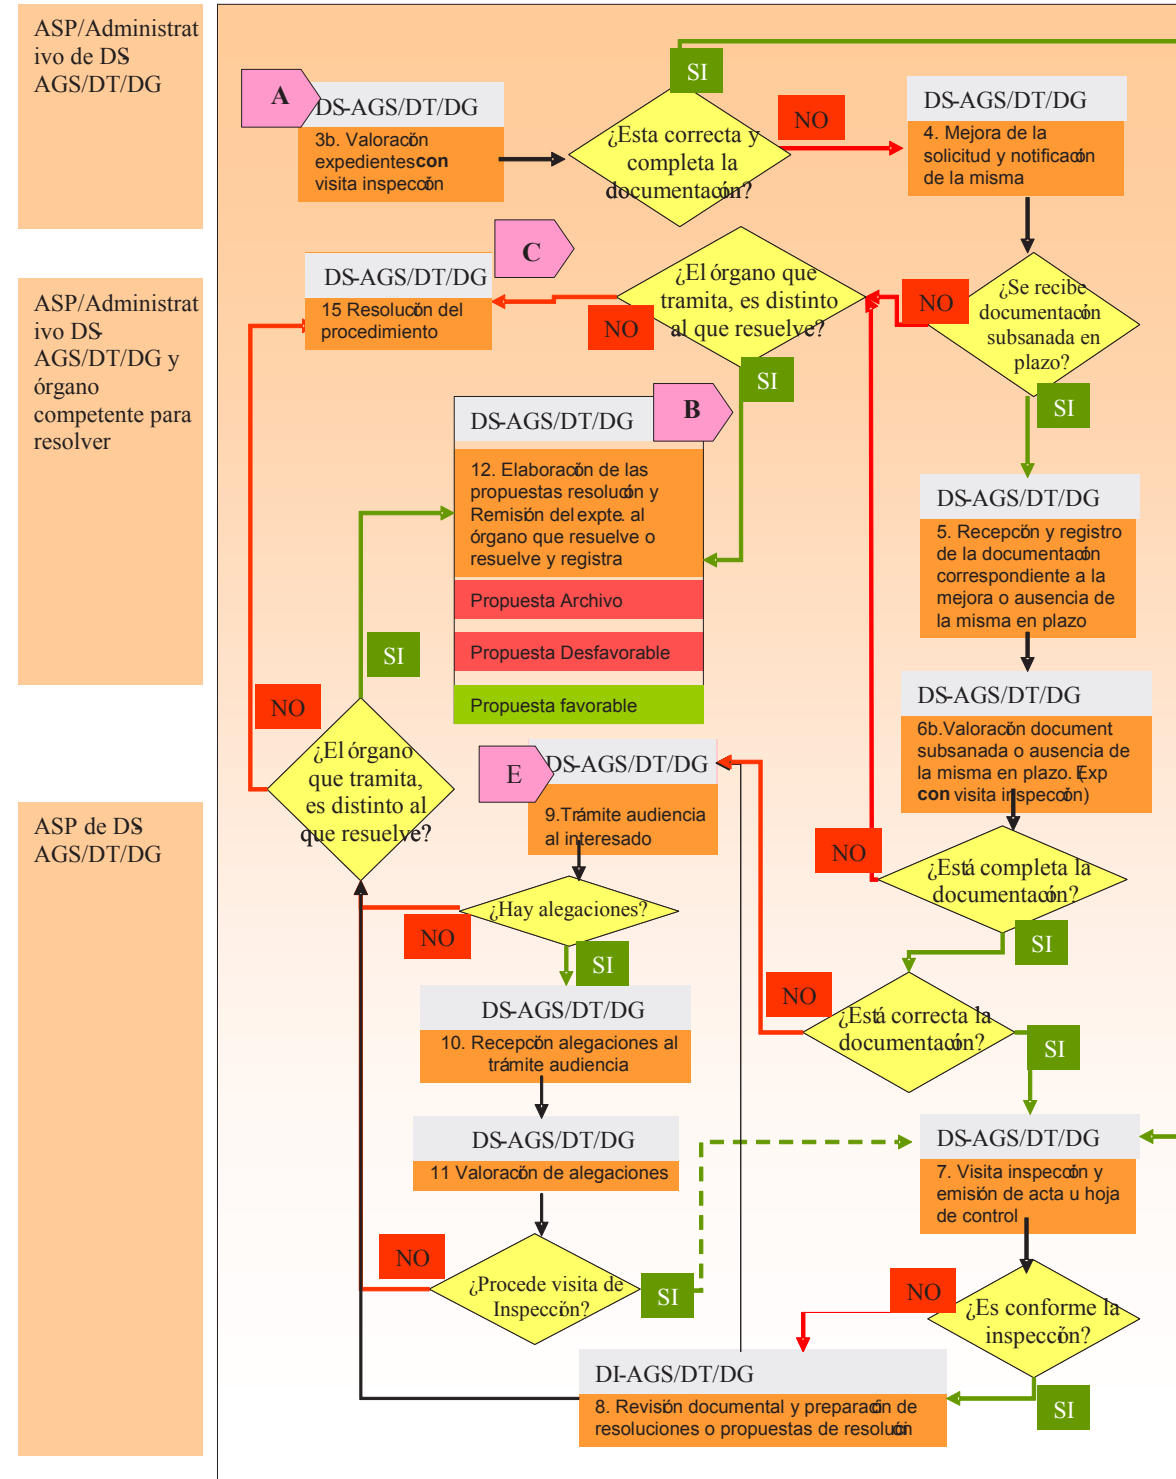 ASP/Administrat
ivo de DS-
AGS/DT/DG
ASP/Administrat
ivo DS-
AGS/DT/DG y
órgano
competente para
resolver
ASP de DS-
AGS/DT/DG
A
DS-AGS/DT/DG
3b. Valoración
expedientes con
visita inspección
SI
¿Esta correcta y
completa la
documentación?
NO
DS-AGS/DT/DG
4. Mejora de la
solicitud y notificación
de la misma
C
DS-AGS/DT/DG
15 Resolución del
procedimiento
¿El órgano que
tramita, es distinto
al que resuelve?
NO
SI
¿Se recibe
documentación
subsanada en
plazo?
NO
SI
B
DS-AGS/DT/DG
12. Elaboración de las
propuestas resolución y
Remisión del expte. al
órgano que resuelve o
resuelve y registra
Propuesta Archivo
Propuesta Desfavorable
Propuesta favorable
DS-AGS/DT/DG
5. Recepción y registro
de la documentación
correspondiente a la
mejora o ausencia de
la misma en plazo
SI
NO
¿El órgano
que tramita,
es distinto al
que resuelve?
DS-AGS/DT/DG
6b.Valoración document
subsanada o ausencia de
la misma en plazo. (Exp
con visita inspección)
E
DS-AGS/DT/DG
9.Trámite audiencia
al interesado
NO
¿Está completa la
documentación?
SI
¿Hay alegaciones?
NO
SI
NO
¿Está correcta la
documentación?
SI
DS-AGS/DT/DG
10. Recepción alegaciones al
trámite audiencia
DS-AGS/DT/DG
11 Valoración de alegaciones
DS-AGS/DT/DG
7. Visita inspección y
emisión de acta u hoja
de control
NO
¿Procede visita de
Inspección?
SI
NO
¿Es conforme la
inspección?
SI
DI-AGS/DT/DG
8. Revisión documental y preparación de
resoluciones o propuestas de resolución